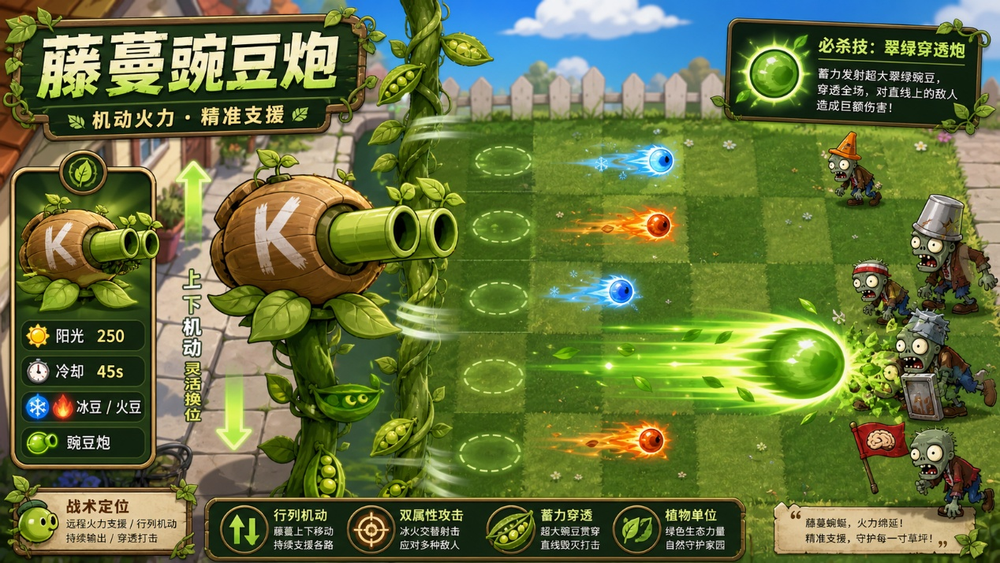 藤蔓豌豆炮
机动火力 · 精准支援
必杀技：翠绿穿透炮
蓄力发射超大翠绿豌豆，
穿透全场，对直线上的敌人
造成巨额伤害！
K
K
阳光 250
冷却 45s
冰豆 / 火豆
豌豆炮
上下机动
灵活换位
战术定位
远程火力支援 / 行列机动
持续输出 / 穿透打击
行列机动
藤蔓上下移动
持续支援各路
双属性攻击
冰火交替射击
应对多种敌人
蓄力穿透
超大豌豆贯穿
直线毁灭打击
植物单位
绿色生态力量
自然守护家园
“藤蔓蜿蜒，火力绵延！
精准支援，守护每一寸草坪！”